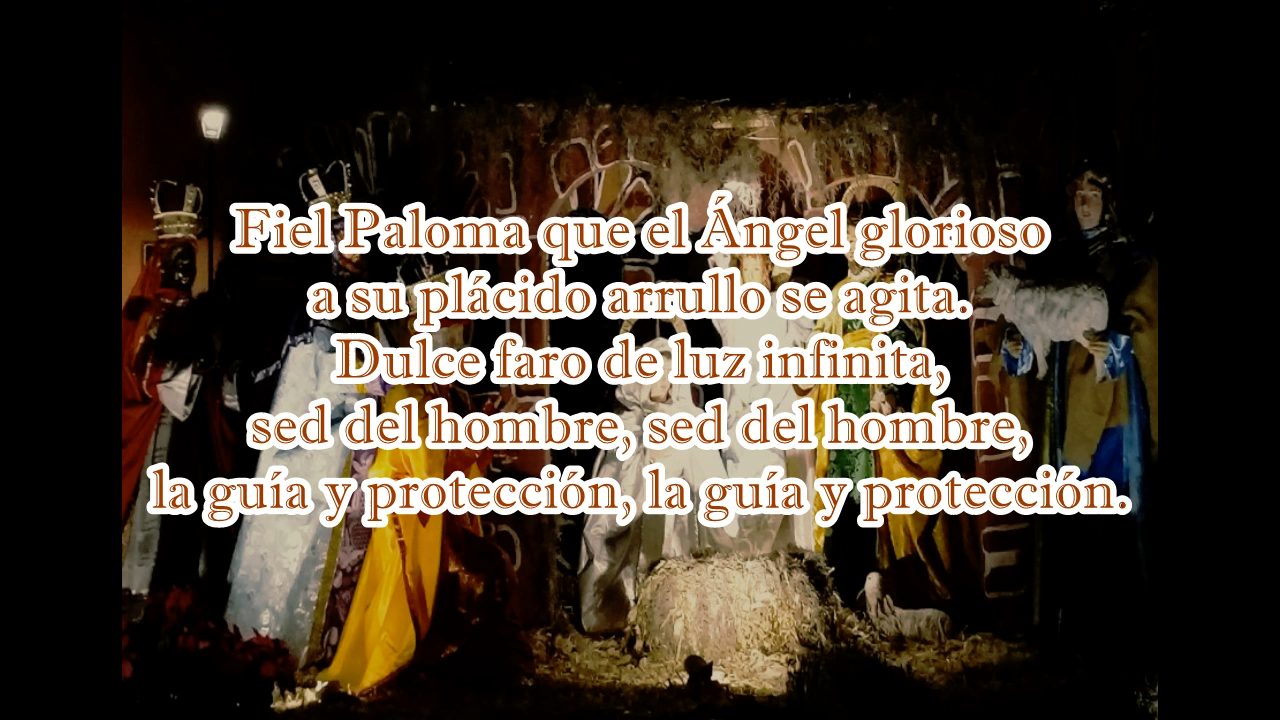 Fiel Paloma que el Ángel glorioso
a su plácido arrullo se agita.
Dulce faro de luz infinita,
sed del hombre, sed del hombre,
la guía y protección, la guía y protección.